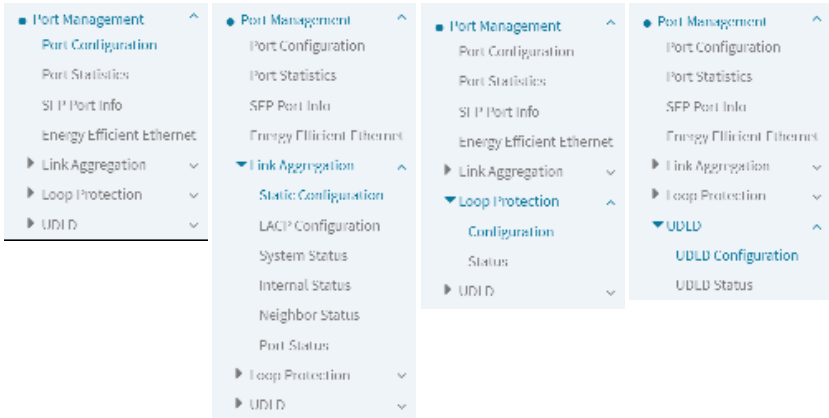 Port Management
Port Configuration
Port Statistics
SFP Port Info
Energy Efficient Ethernet
Link Aggregation
Loop Protection
UDLD
Port Management
Port Configuration
Port Statistics
SFP Port Info
Energy Efficient Ethernet
Link Aggregation
Static Configuration
LACP Configuration
System Status
Internal Status
Neighbor Status
Port Status
Loop Protection
UDLD
Port Management
Port Configuration
Port Statistics
SFP Port Info
Energy Efficient Ethernet
Link Aggregation
Loop Protection
Configuration
Status
UDLD
Port Management
Port Configuration
Port Statistics
SFP Port Info
Energy Efficient Ethernet
Link Aggregation
Loop Protection
UDLD
UDLD Configuration
UDLD Status